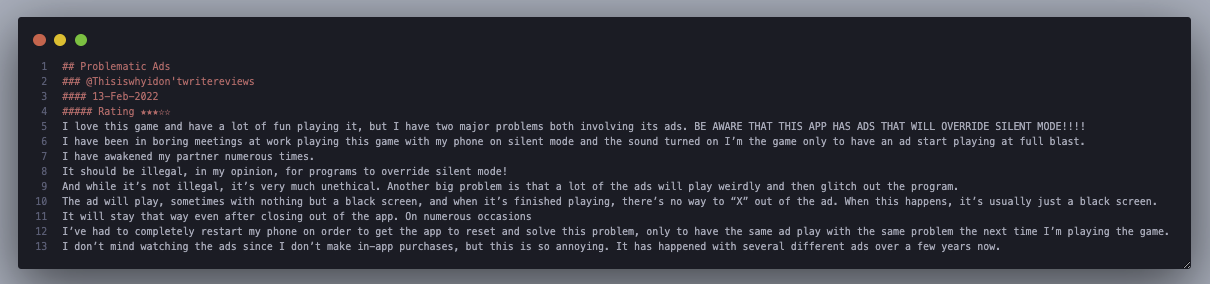 1 ## Problematic Ads
2 ### @Thisiswhyidon'twritereviews
3 #### 13-Feb-2022
4 ##### Rating ★★★☆☆
5 I love this game and have a lot of fun playing it, but I have two major problems both involving its ads. BE AWARE THAT THIS APP HAS ADS THAT WILL OVERRIDE SILENT MODE!!!!
6 I have been in boring meetings at work playing this game with my phone on silent mode and the sound turned on I’m the game only to have an ad start playing at full blast.
7 I have awakened my partner numerous times.
8 It should be illegal, in my opinion, for programs to override silent mode!
9 And while it’s not illegal, it’s very much unethical. Another big problem is that a lot of the ads will play weirdly and then glitch out the program.
10 The ad will play, sometimes with nothing but a black screen, and when it’s finished playing, there’s no way to “X” out of the ad. When this happens, it’s usually just a black screen.
11 It will stay that way even after closing out of the app. On numerous occasions
12 I’ve had to completely restart my phone on order to get the app to reset and solve this problem, only to have the same ad play with the same problem the next time I’m playing the game.
13 I don’t mind watching the ads since I don’t make in-app purchases, but this is so annoying. It has happened with several different ads over a few years now.